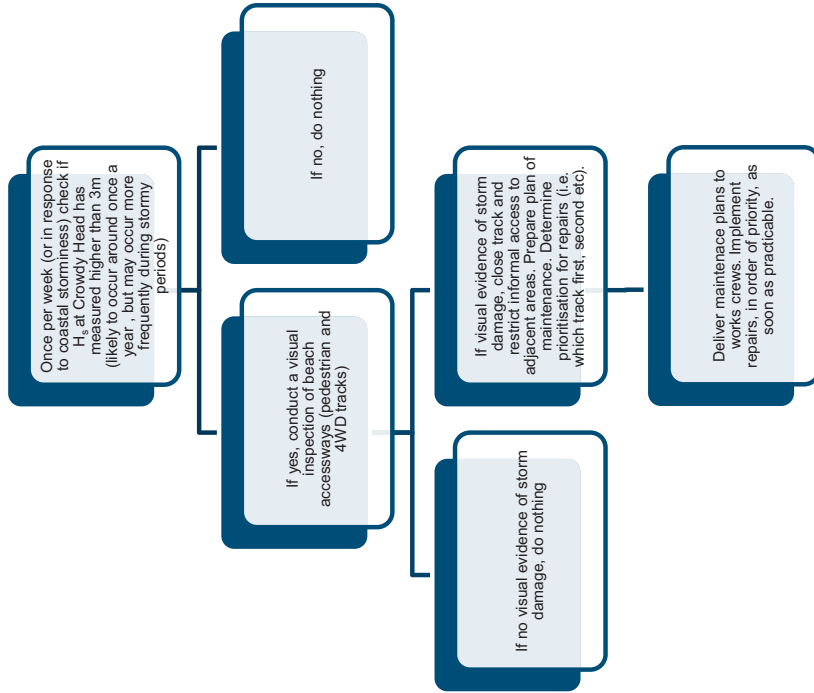 Once per week (or in response
to coastal storminess) check if
Hs at Crowdy Head has
measured higher than 3m
(likely to occur around once a
year , but may occur more
frequently during stormy
periods)
If yes, conduct a visual
inspection of beach
accessways (pedestrian and
4WD tracks)
If no, do nothing
If no visual evidence of storm
damage, do nothing
If visual evidence of storm
damage, close track and
restrict informal access to
adjacent areas. Prepare plan of
maintenance. Determine
prioritisation for repairs (i.e.
which track first, second etc).
Deliver maintenace plans to
works crews. Implement
repairs, in order of priority, as
soon as practicable.